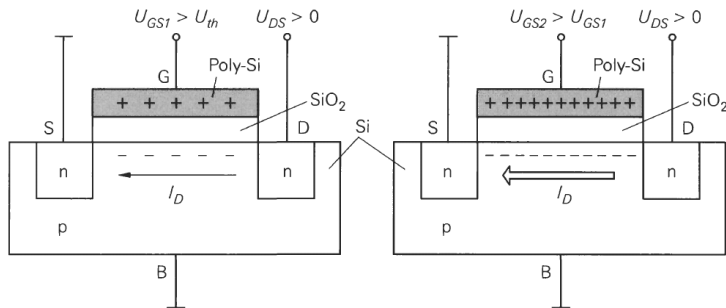 U_GS1 > U_th U_DS > 0
G
Poly-Si
+ + + + +
SiO₂
S
D
n
n
I_D
p
B
Si
U_GS2 > U_GS1 U_DS > 0
G
Poly-Si
+++++++++++
SiO₂
S
D
n
n
I_D
p
B